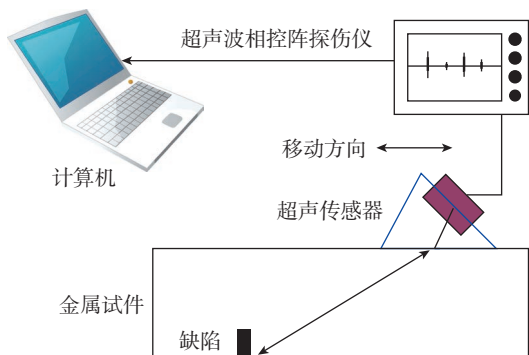 超声波相控阵探伤仪
移动方向
计算机
超声传感器
金属试件
缺陷